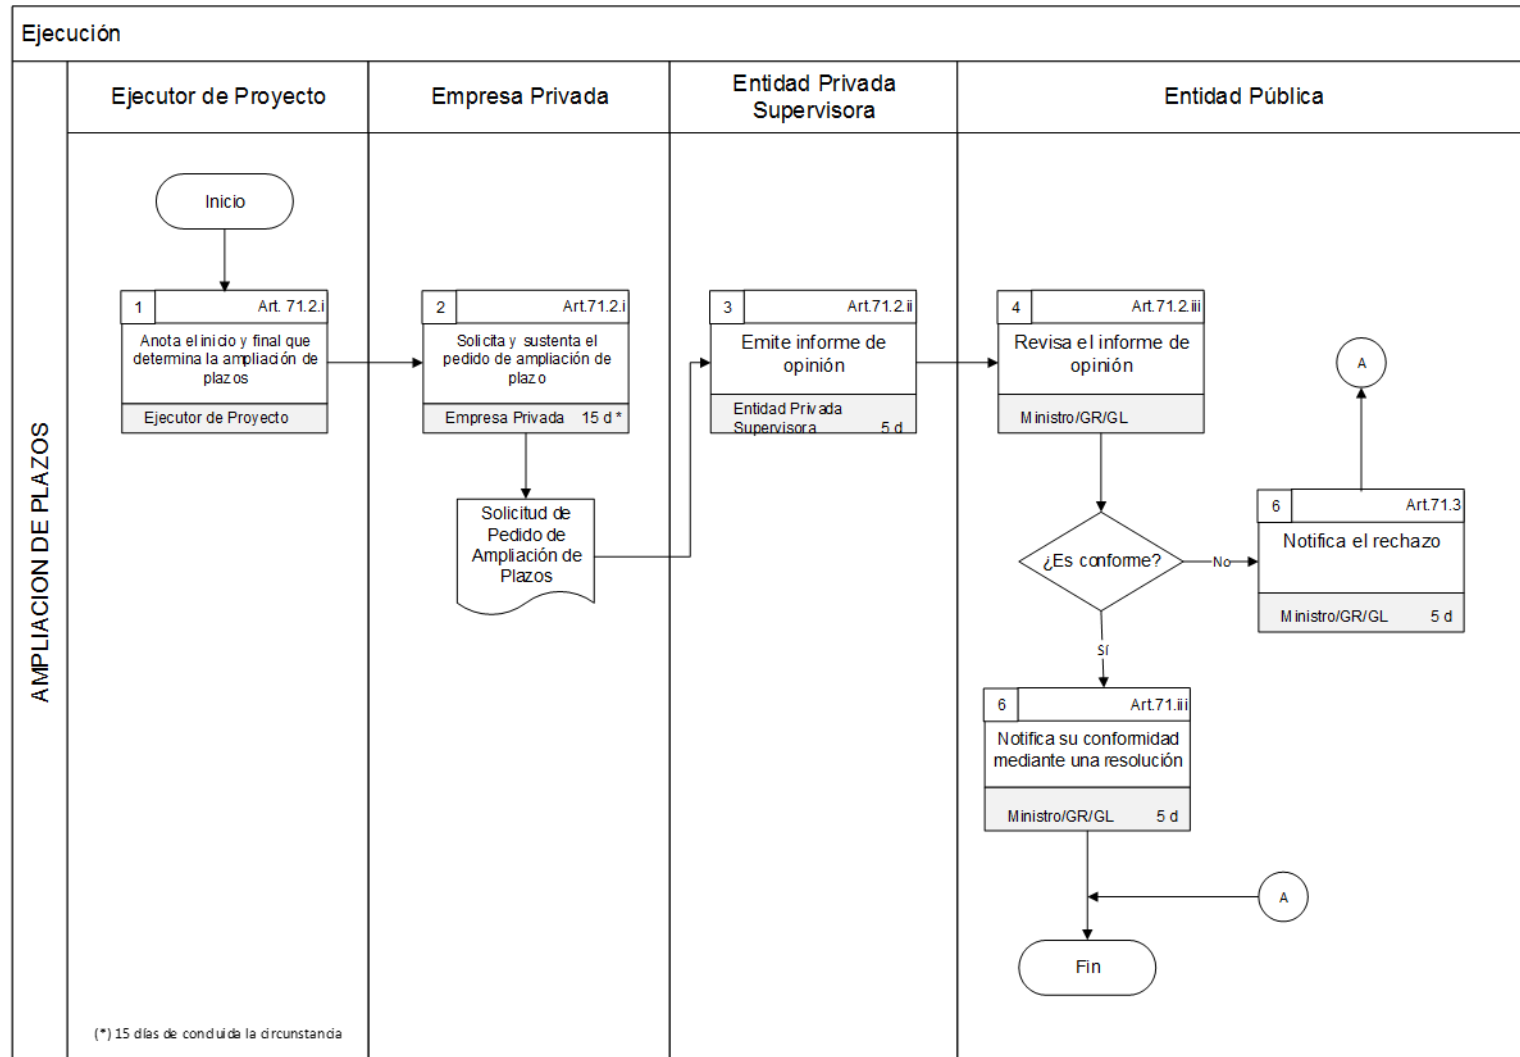 Ejecución
AMPLIACION DE PLAZOS
Ejecutor de Proyecto
Empresa Privada
Entidad Privada
Supervisora
Entidad Pública
Inicio
1
Art. 71.2.i
Anota el inicio y final que
determina la ampliación de
plazos
Ejecutor de Proyecto
2
Art.71.2.i
Solicita y sustenta el
pedido de ampliación de
plazo
Empresa Privada 15 d *
Solicitud de
Pedido de
Ampliación de
Plazos
3
Art.71.2.ii
Emite informe de
opinión
Entidad Privada
Supervisora 5 d
4
Art.71.2.iii
Revisa el informe de
opinión
Ministro/GR/GL
¿Es conforme?
No
Sí
6
Art.71.3
Notifica el rechazo
Ministro/GR/GL 5 d
A
6
Art.71.iii
Notifica su conformidad
mediante una resolución
Ministro/GR/GL 5 d
A
Fin
(*) 15 días de concluida la circunstancia